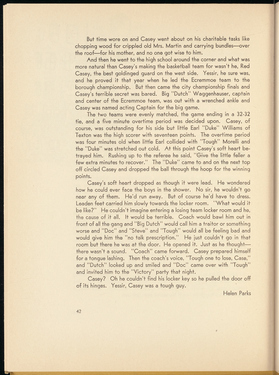 But time wore on and Casey went about on his charitable tasks like
chopping wood for crippled old Mrs. Martin and carrying bundles—over
the roof—for his mother, and no one got wise to him.
And then he went to the high school around the corner and what was
more natural than Casey's making the basketball team for wasn't he, Red
Casey, the best goldinged guard on the west side. Yessir, he sure was,
and he proved it that year when he led the Ecremmoe team to the
borough championship. But then came the city championship finals and
Casey's terrible secret was bared. Big "Dutch" Waggenheaser, captain
and center of the Ecremmoe team, was out with a wrenched ankle and
Casey was named acting Captain for the big game.
The two teams were evenly matched, the game ending in a 32-32
tie, and a five minute overtime period was decided upon. Casey, of
course, was outstanding for his side but little Earl "Duke" Williams of
Texton was the high scorer with seventeen points. The overtime period
was four minutes old when little Earl collided with "Tough" Morelli and
the "Duke" was stretched out cold. At this point Casey's soft heart be-
trayed him. Rushing up to the referee he said, "Give the little feller a
few extra minutes to recover." The "Duke" came to and on the next tap
off circled Casey and dropped the ball through the hoop for the winning
points.
Casey's soft heart dropped as though it were lead. He wondered
how he could ever face the boys in the shower. No sir, he wouldn't go
near any of them. He'd run away. But of course he'd have to dress.
Leaden feet carried him slowly towards the locker room. "What would it
be like?" He couldn't imagine entering a losing team locker room and he,
the cause of it all. It would be terrible. Coach would bawl him out in
front of all the gang and "Big Dutch" would call him a traitor or something
worse and "Doc" and "Steve" and "Tough" would all be feeling bad and
would give him the "no talk prescription." He just couldn't go in that
room but there he was at the door. He opened it. Just as he thought—
there wasn't a sound. "Coach" came forward. Casey prepared himself
for a tongue lashing. Then the coach's voice, "Tough one to lose, Case,"
and "Dutch" looked up and smiled and "Doc" came over with "Tough"
and invited him to the "Victory" party that night.
Casey? Oh he couldn't find his locker key so he pulled the door off
of its hinges. Yessir, Casey was a tough guy.
Helen Parks
42